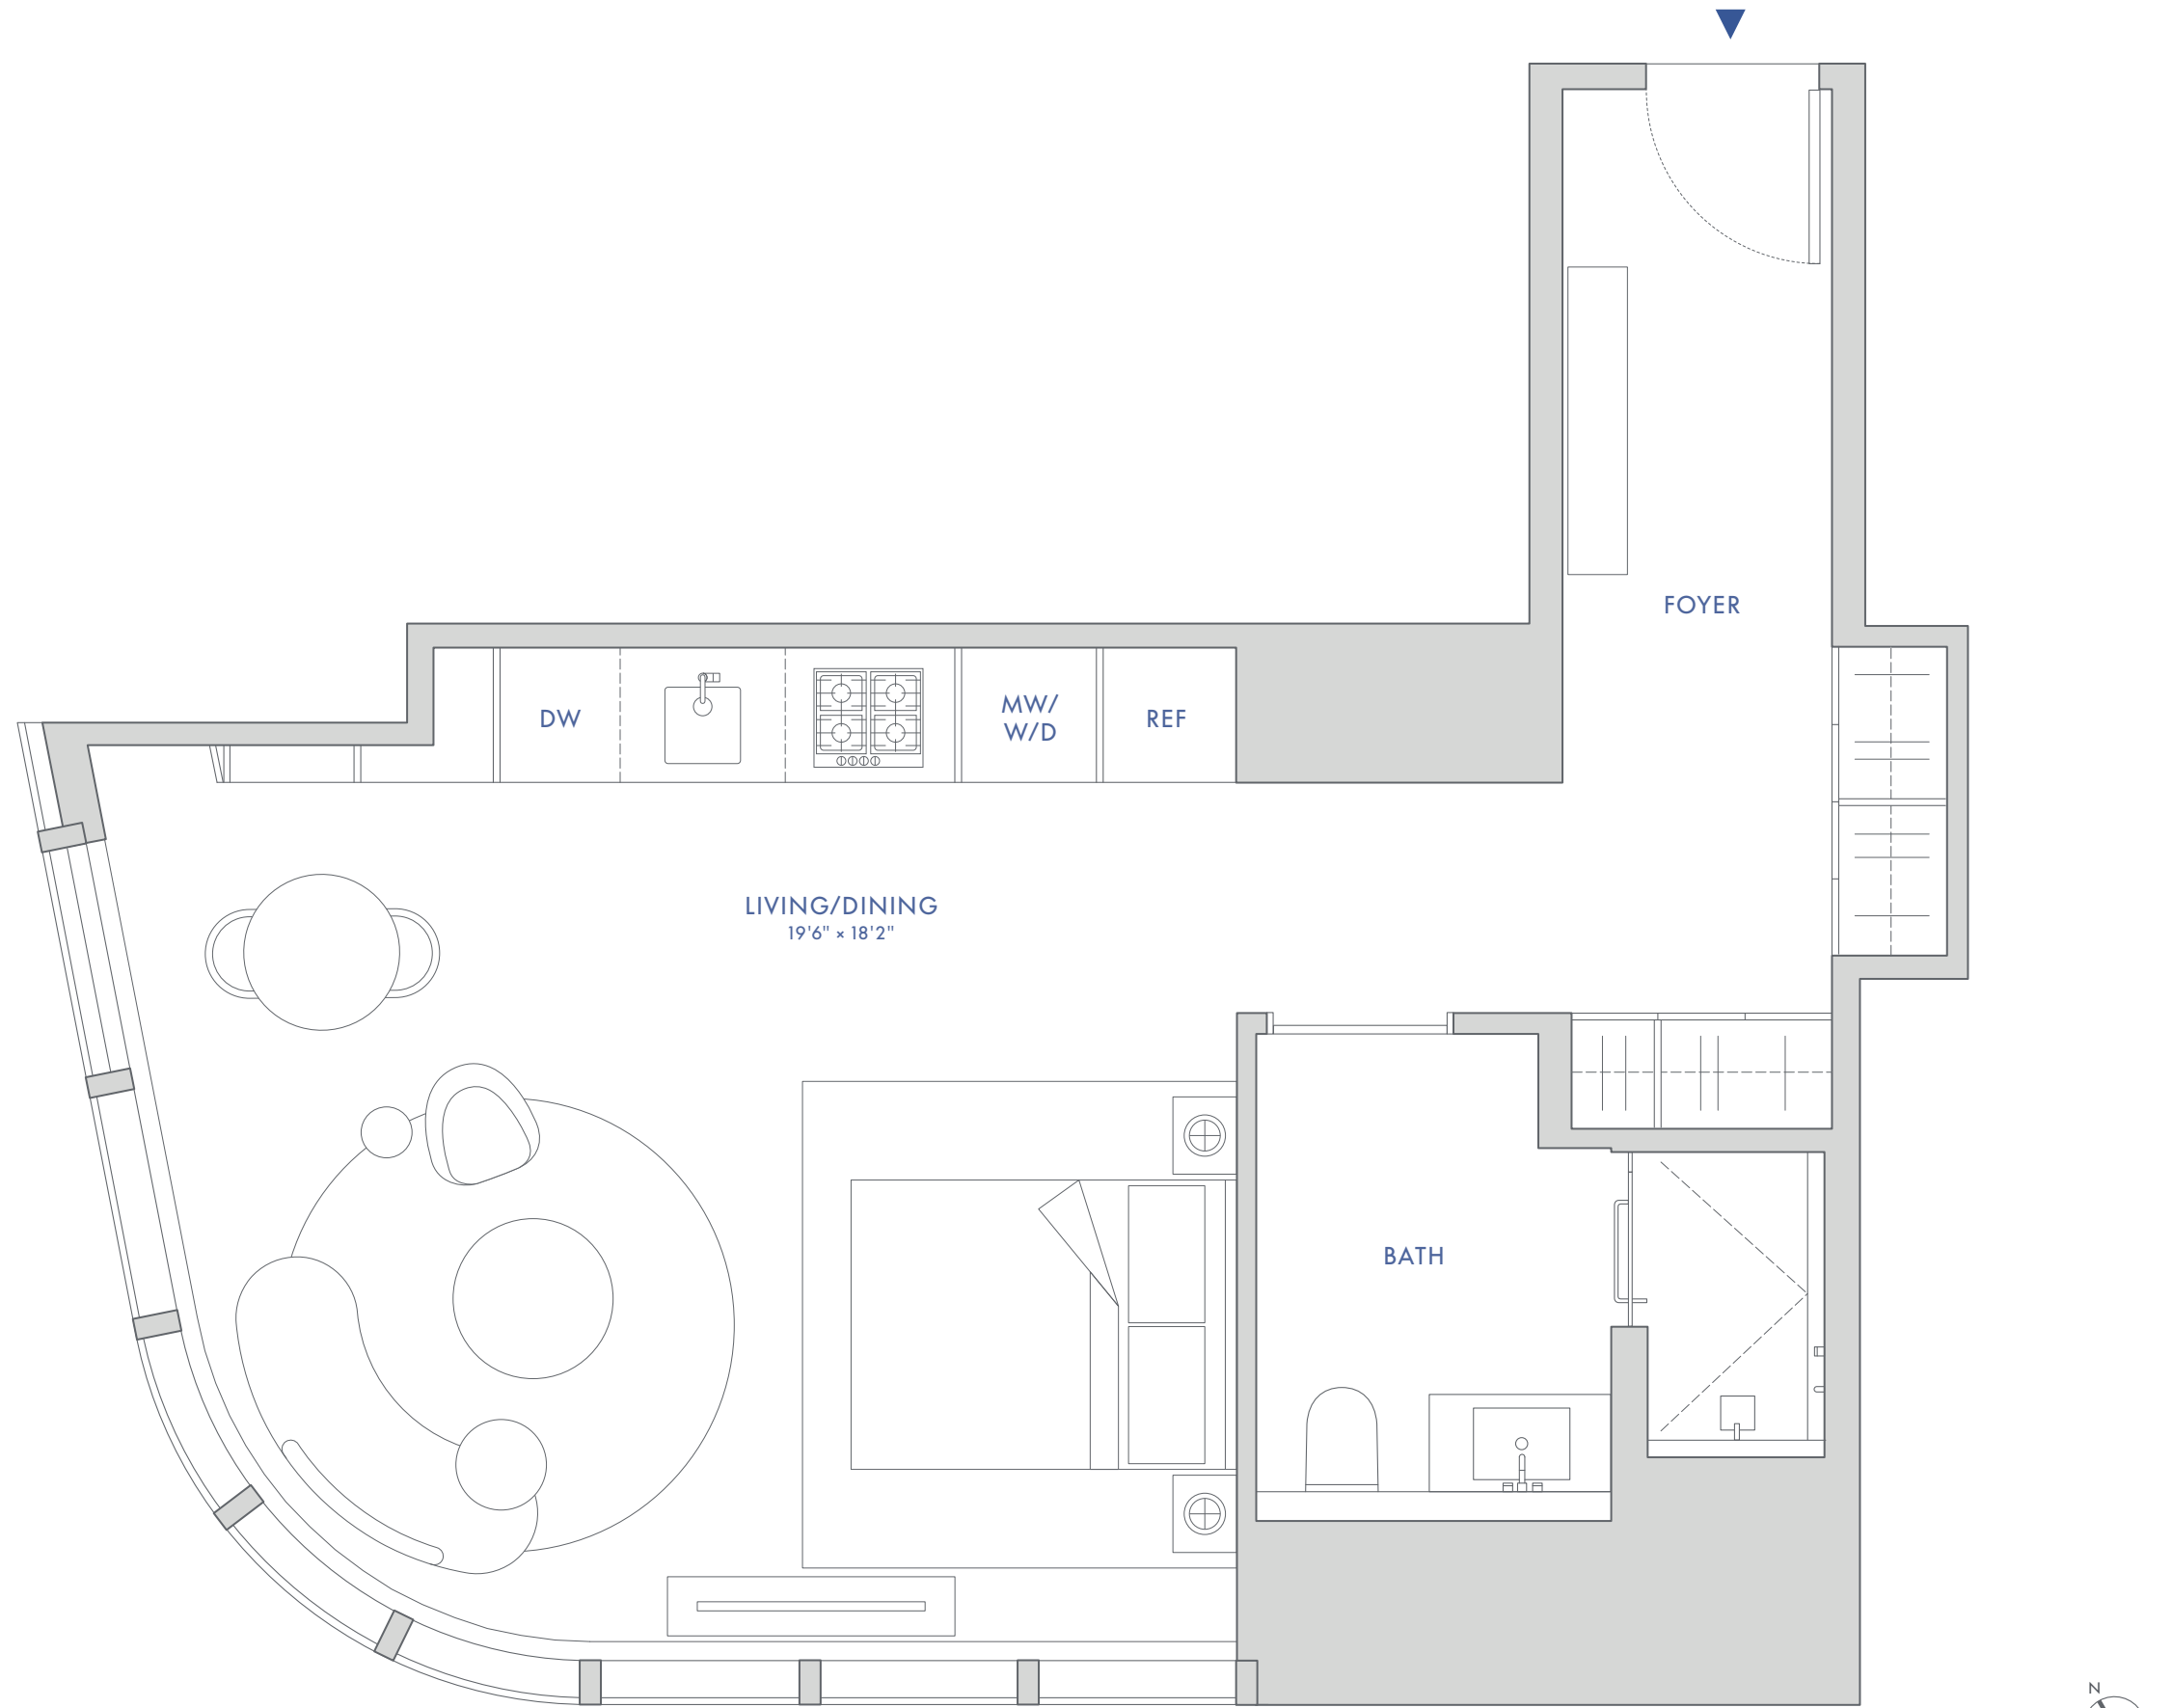 FOYER
DW
MW/
W/D
REF
LIVING/DINING
19'6" × 18'2"
BATH
N